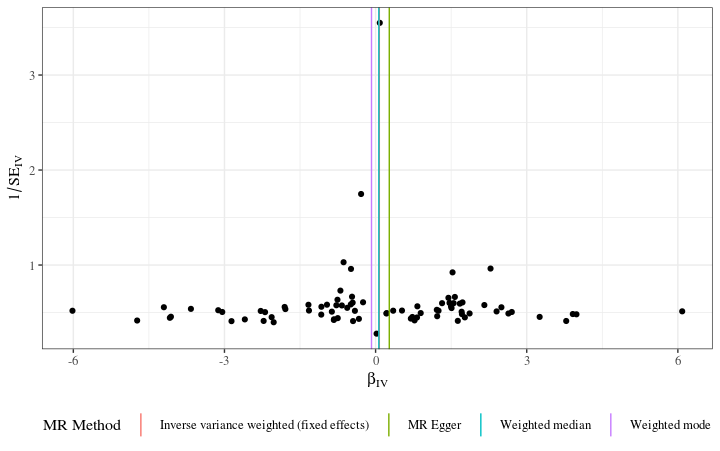 3
2
1
1/SE_IV
-6 -3 0 3 6
β_IV
MR Method Inverse variance weighted (fixed effects) MR Egger Weighted median Weighted mode